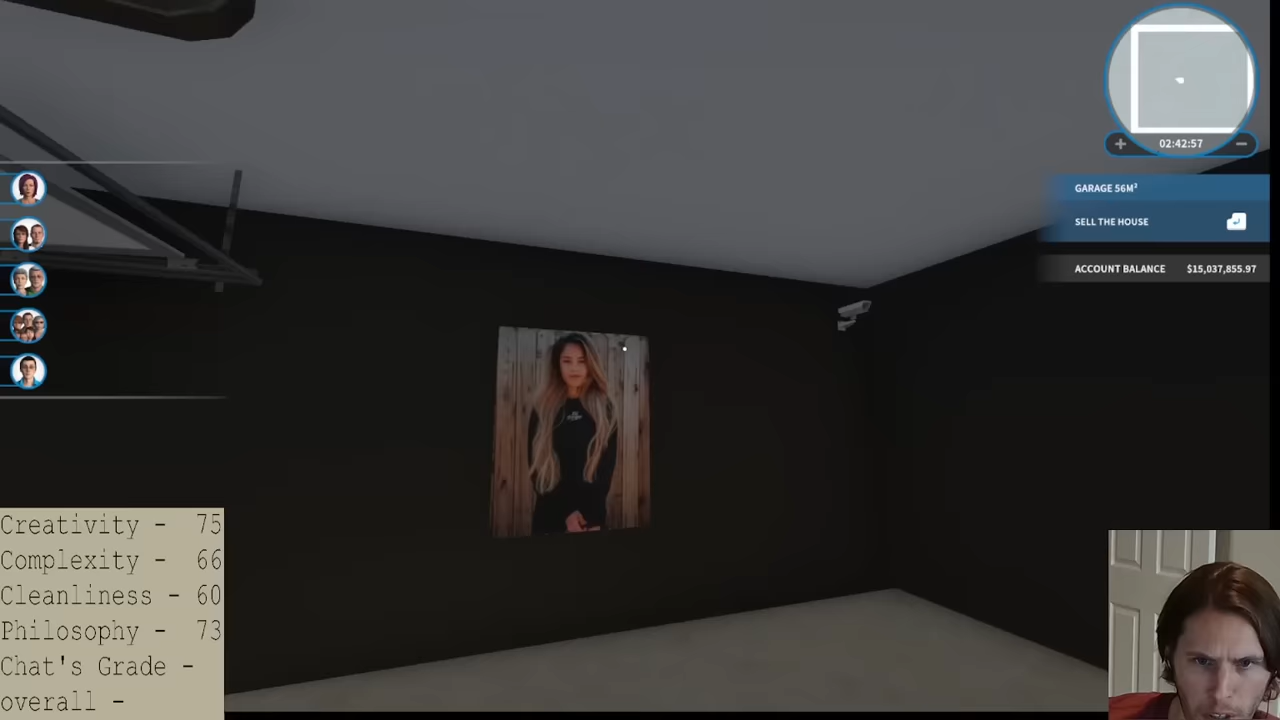 02:42:57
GARAGE 56M²
SELL THE HOUSE
ACCOUNT BALANCE $15,037,855.97
Creativity - 75
Complexity - 66
Cleanliness - 60
Philosophy - 73
Chat's Grade -
overall -